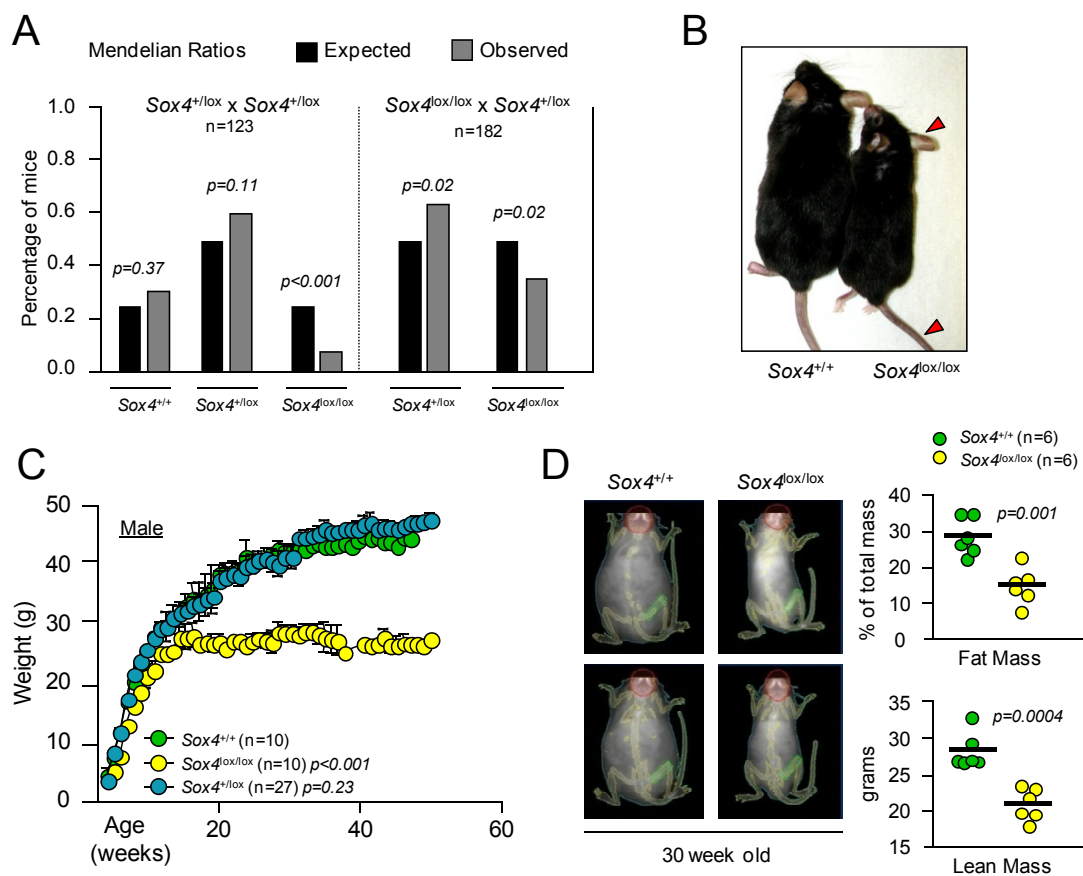 A
Mendelian Ratios Expected Observed
Percentage of mice
1.0
0.8
0.6
0.4
0.2
0.0
Sox4+/lox x Sox4+/lox
n=123
Sox4lox/lox x Sox4+/lox
n=182
p=0.37
p=0.11
p<0.001
p=0.02
p=0.02
Sox4+/+
Sox4+/lox
Sox4lox/lox
Sox4+/lox
Sox4lox/lox
B
Sox4+/+
Sox4lox/lox
C
Male
Weight (g)
50
40
30
20
10
0
Sox4+/+ (n=10)
Sox4lox/lox (n=10) p<0.001
Sox4+/lox (n=27) p=0.23
Age
(weeks)
20
40
60
D
Sox4+/+
Sox4lox/lox
30 week old
Sox4+/+ (n=6)
Sox4lox/lox (n=6)
% of total mass
40
30
20
10
0
p=0.001
Fat Mass
grams
35
30
25
20
15
p=0.0004
Lean Mass